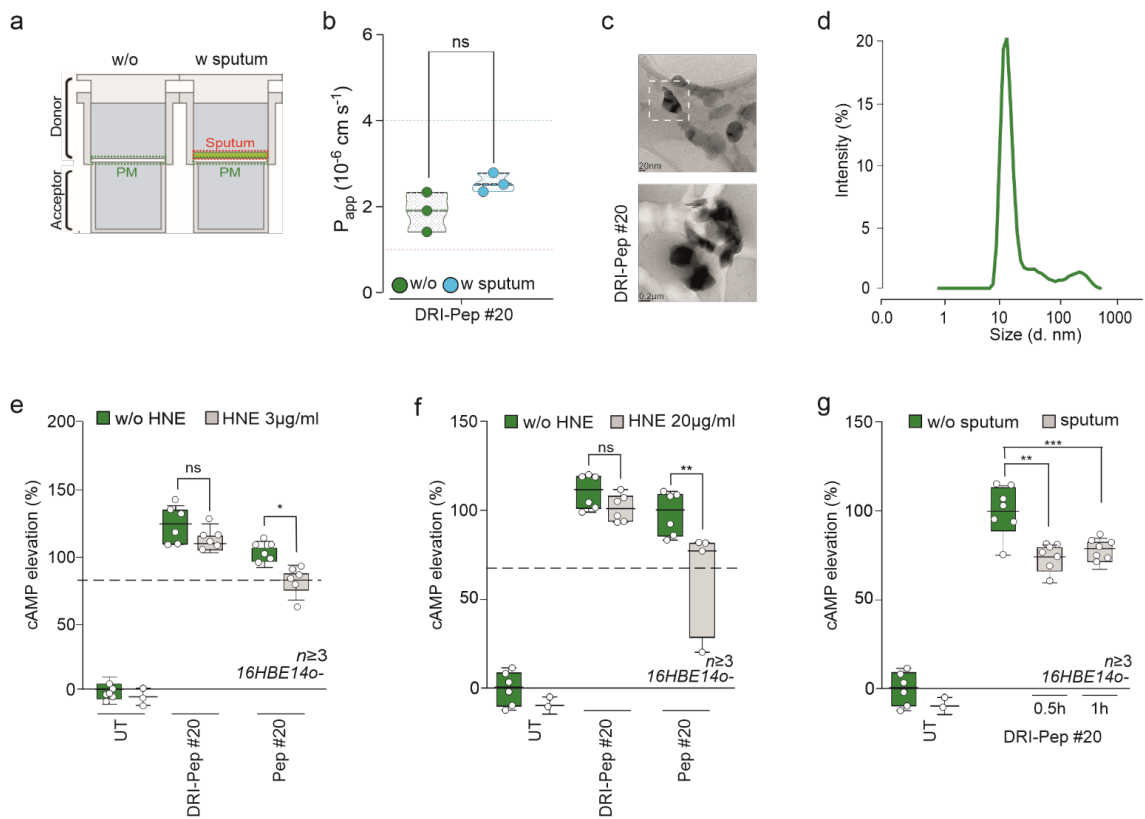 a
w/o
w sputum
Donor
Acceptor
Sputum
PM
PM
b
ns
6
4
2
0
Papp (10-6 cm s-1)
w/o
w sputum
DRI-Pep #20
c
20nm
0.2µm
DRI-Pep #20
d
20
15
10
5
0
Intensity (%)
0.0
1
10
100
1000
Size (d. nm)
e
w/o HNE
HNE 3µg/ml
200
150
100
50
0
cAMP elevation (%)
ns
*
n≥3
16HBE14o-
UT
DRI-Pep #20
Pep #20
f
w/o HNE
HNE 20µg/ml
150
100
50
0
cAMP elevation (%)
ns
**
n≥3
16HBE14o-
UT
DRI-Pep #20
Pep #20
g
w/o sputum
sputum
150
100
50
0
cAMP elevation (%)
***
**
n≥3
16HBE14o-
0.5h
1h
UT
DRI-Pep #20